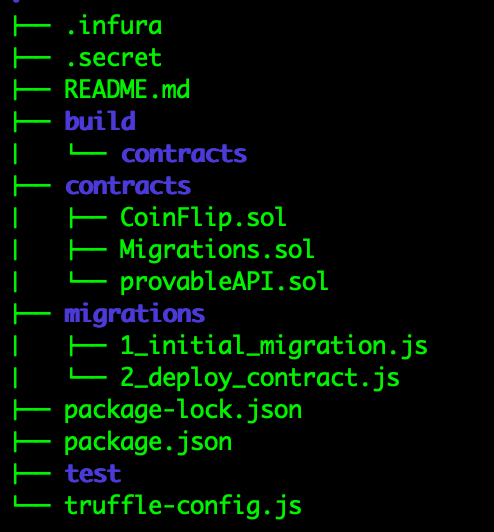 .
├── .infura
├── .secret
├── README.md
├── build
│   └── contracts
├── contracts
│   ├── CoinFlip.sol
│   ├── Migrations.sol
│   └── provableAPI.sol
├── migrations
│   ├── 1_initial_migration.js
│   └── 2_deploy_contract.js
├── package-lock.json
├── package.json
├── test
└── truffle-config.js